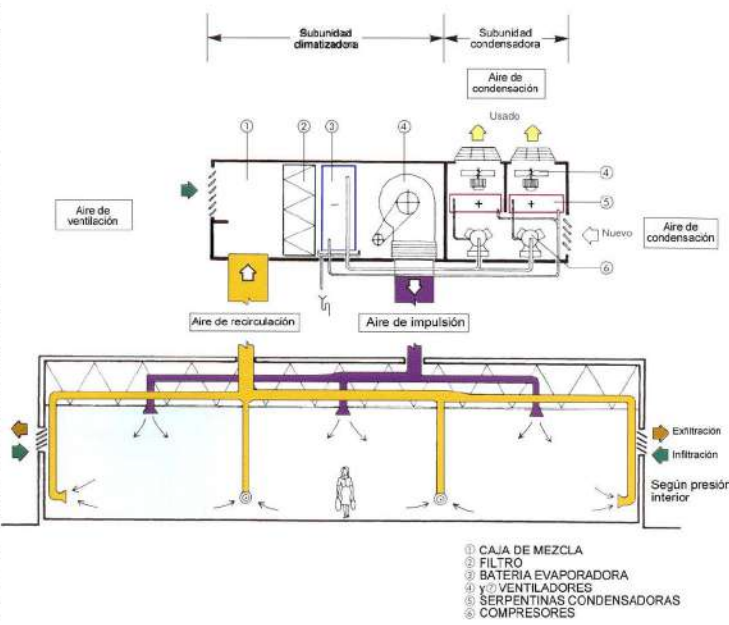 Subunidad
climatizadora
Subunidad
condensadora
Aire de
condensación
Usado
① ② ③ ④
④
⑤
Aire de
ventilación
Nuevo
Aire de
condensación
⑥
Aire de recirculación
Aire de impulsión
Exfiltración
Infiltración
Según presión
interior
① CAJA DE MEZCLA
② FILTRO
③ BATERIA EVAPORADORA
④ y⑦ VENTILADORES
⑤ SERPENTINAS CONDENSADORAS
⑥ COMPRESORES